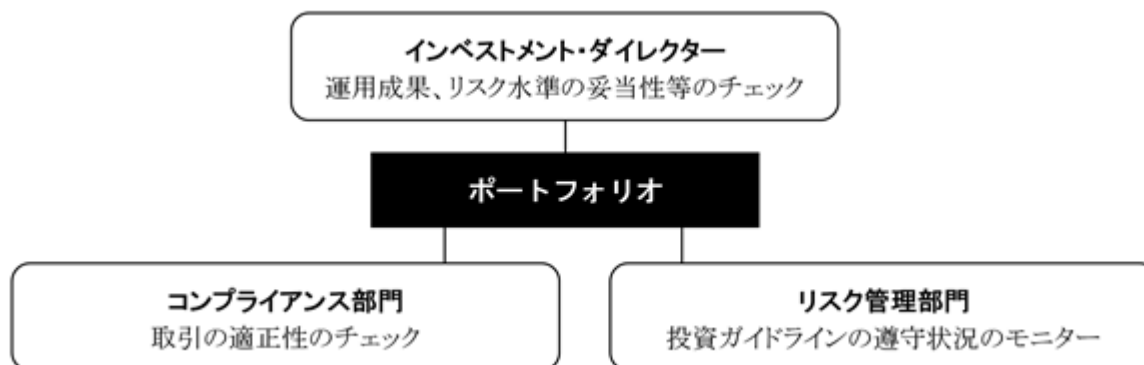 インベストメント・ダイレクター
運用成果、リスク水準の妥当性等のチェック
ポートフォリオ
コンプライアンス部門
取引の適正性のチェック
リスク管理部門
投資ガイドラインの遵守状況のモニター